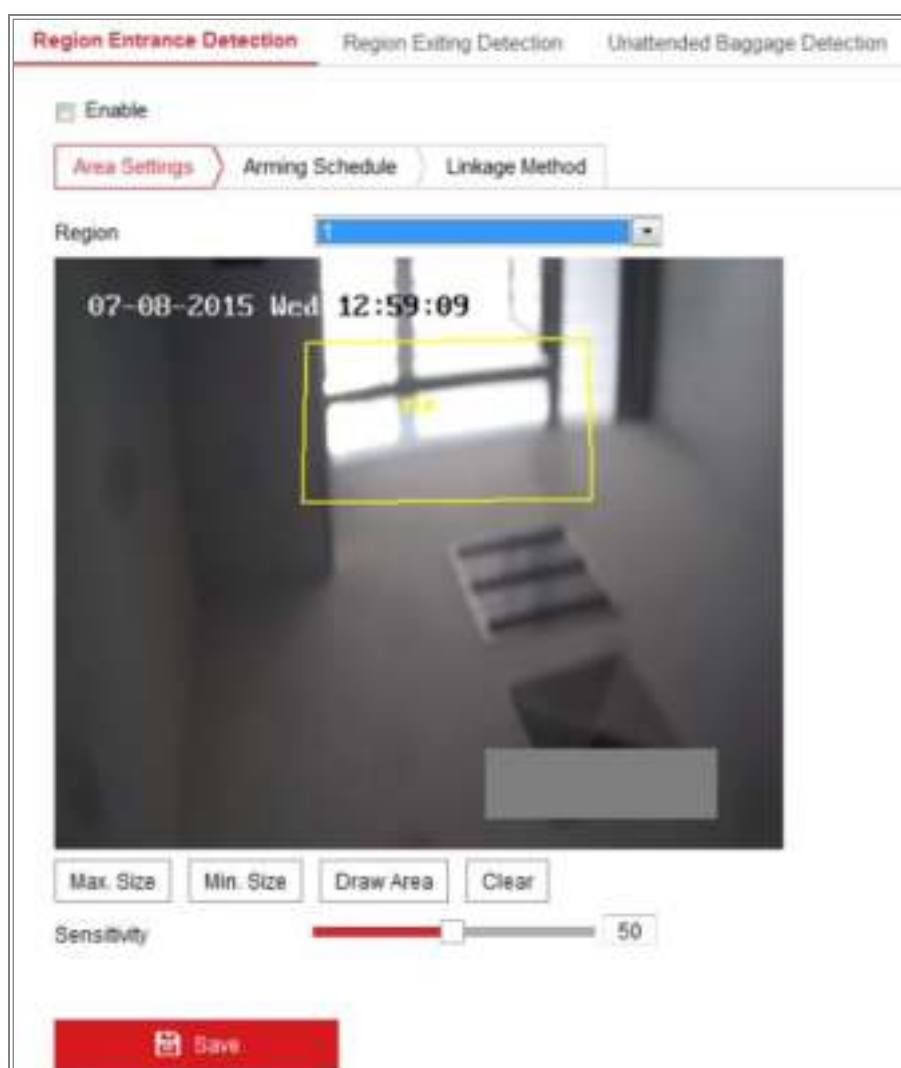 Region Entrance Detection Region Exiting Detection Unattended Baggage Detection
Enable
Area Settings Arming Schedule Linkage Method
Region 1
07-08-2015 Wed 12:59:09
Max. Size Min. Size Draw Area Clear
Sensitivity 50
Save